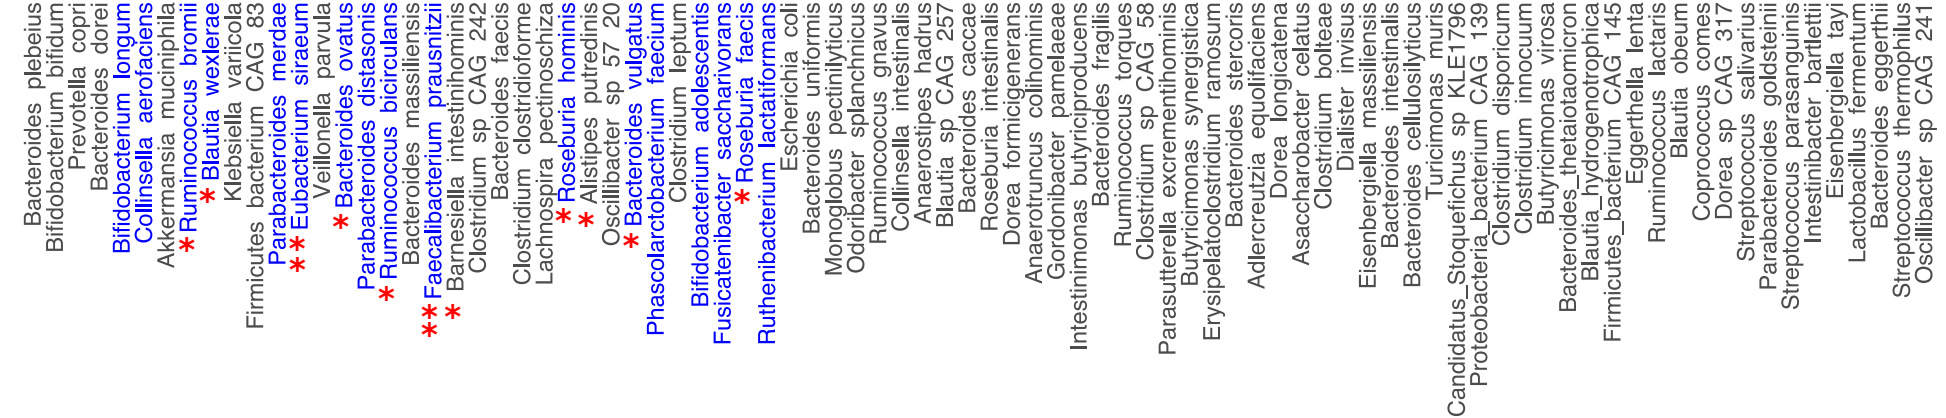 Bacteroides plebeius
Bifidobacterium bifidum
Prevotella copri
Bacteroides dorei
Bifidobacterium longum
Collinsella aerofaciens
Akkermansia muciniphila
* Ruminococcus bromii
* Blautia wexlerae
Klebsiella variicola
Firmicutes bacterium CAG 83
Parabacteroides merdae
** Eubacterium siraeum
Veillonella parvula
* Bacteroides ovatus
Parabacteroides distasonis
* Ruminococcus bicirculans
Bacteroides massiliensis
** Faecalibacterium prausnitzii
* Barnesiella intestinihominis
Clostridium sp CAG 242
Bacteroides faecis
Clostridium clostridioforme
Lachnospira pectinoschiza
* Roseburia hominis
* Alistipes putredinis
Oscillibacter sp 57 20
* Bacteroides vulgatus
Phascolarctobacterium faecium
Clostridium leptum
Bifidobacterium adolescentis
Fusicatenibacter saccharivorans
* Roseburia faecis
Ruthenibacterium lactatiformans
Escherichia coli
Bacteroides uniformis
Monoglobus pectinilyticus
Odoribacter splanchnicus
Ruminococcus gnavus
Collinsella intestinalis
Anaerostipes hadrus
Blautia sp CAG 257
Bacteroides caccae
Roseburia intestinalis
Dorea formicigenerans
Anaerotruncus colihominis
Gordonibacter pamelaeae
Intestinimonas butyriciproducens
Bacteroides fragilis
Ruminococcus torques
Clostridium sp CAG 58
Parasutterella excrementihominis
Butyricimonas synergistica
Erysipelatoclostridium ramosum
Bacteroides stercoris
Adlercreutzia equolifaciens
Dorea longicatena
Asaccharobacter celatus
Clostridium bolteae
Dialister invisus
Eisenbergiella massiliensis
Bacteroides intestinalis
Bacteroides cellulosilyticus
Turicimonas muris
Candidatus_Stoquefichus sp KLE1796
Proteobacteria_bacterium CAG 139
Clostridium disporicum
Clostridium innocuum
Butyricimonas virosa
Bacteroides_thetaiotaomicron
Blautia_hydrogenotrophica
Firmicutes_bacterium CAG 145
Eggerthella lenta
Ruminococcus lactaris
Blautia obeum
Coprococcus comes
Dorea sp CAG 317
Streptococcus salivarius
Parabacteroides goldsteinii
Streptococcus parasanguinis
Intestinibacter bartlettii
Eisenbergiella tayi
Lactobacillus fermentum
Bacteroides eggerthii
Streptococcus thermophilus
Oscillibacter sp CAG 241